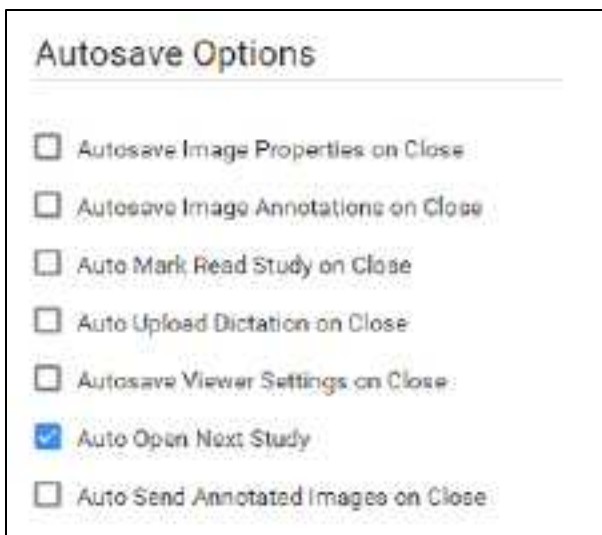 Autosave Options
Autosave Image Properties on Close
Autosave Image Annotations on Close
Auto Mark Read Study on Close
Auto Upload Dictation on Close
Autosave Viewer Settings on Close
Auto Open Next Study
Auto Send Annotated Images on Close